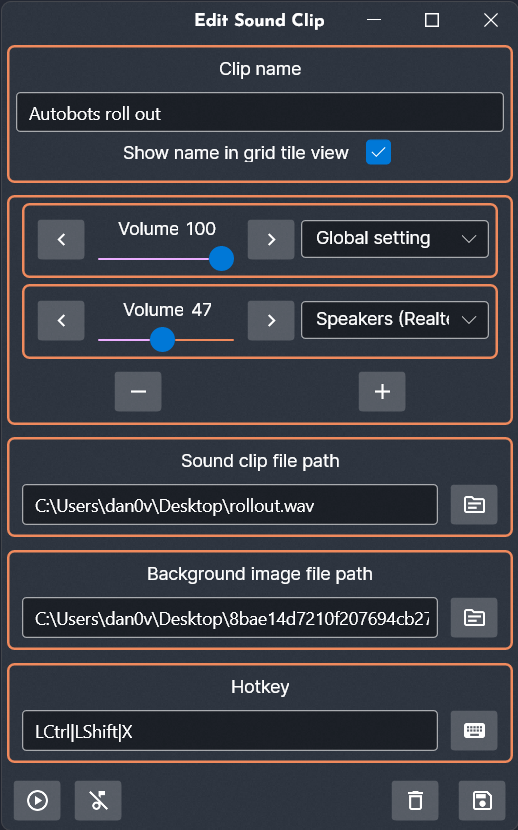 Edit Sound Clip
Clip name
Autobots roll out
Show name in grid tile view
Volume 100
Global setting
Volume 47
Speakers (Realte
Sound clip file path
C:\Users\dan0v\Desktop\rollout.wav
Background image file path
C:\Users\dan0v\Desktop\8bae14d7210f207694cb27
Hotkey
LCtrl|LShift|X